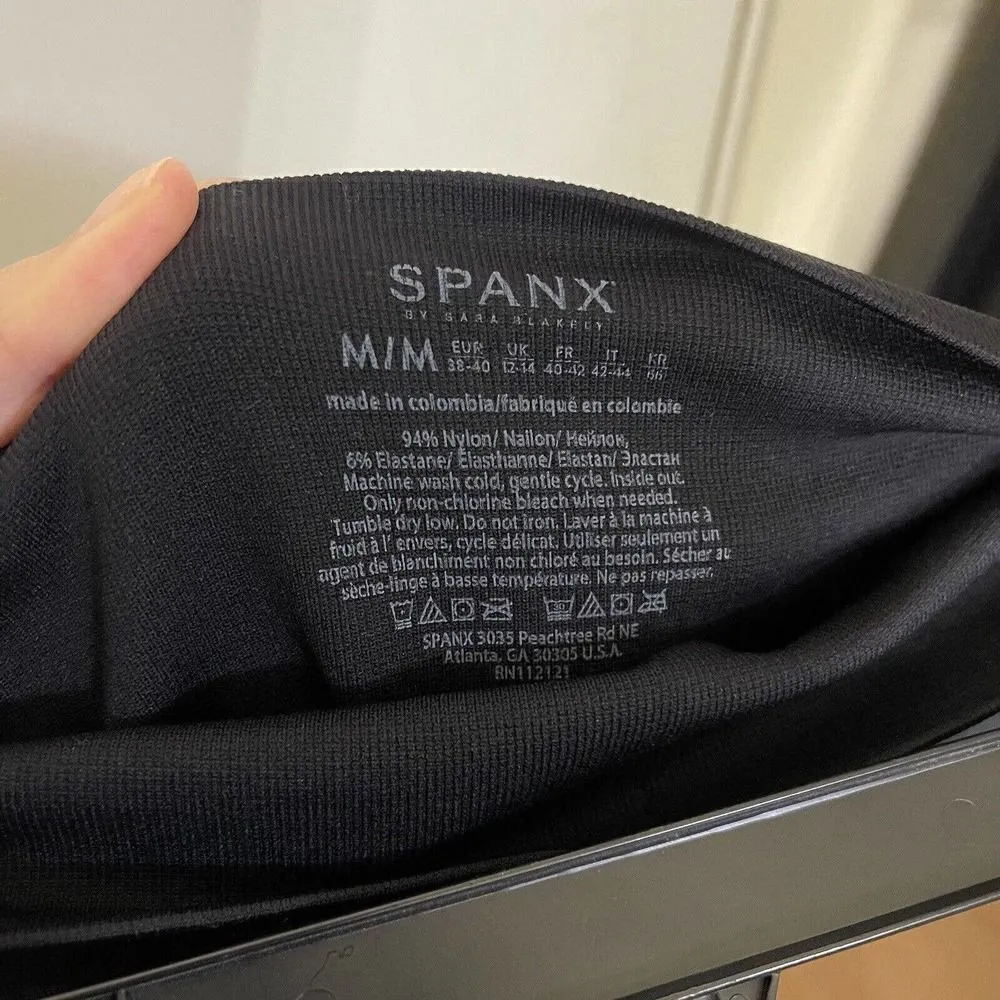 SPANX
BY SARA BLAKELY
M/M EUR 38-40 UK 12-14 FR 40-42 IT 42-44 KR 66
made in colombia/fabriqué en colombie
94% Nylon/ Nailon/ Нейлон,
6% Elastane/ Élasthanne/ Elastan/ Эластан
Machine wash cold, gentle cycle. Inside out.
Only non-chlorine bleach when needed.
Tumble dry low. Do not iron. Laver à la machine à
froid à l' envers, cycle délicat. Utiliser seulement un
agent de blanchiment non chloré au besoin. Sécher au
sèche-linge à basse température. Ne pas repasser.
30
SPANX 3035 Peachtree Rd NE
Atlanta, GA 30305 U.S.A.
RN112121